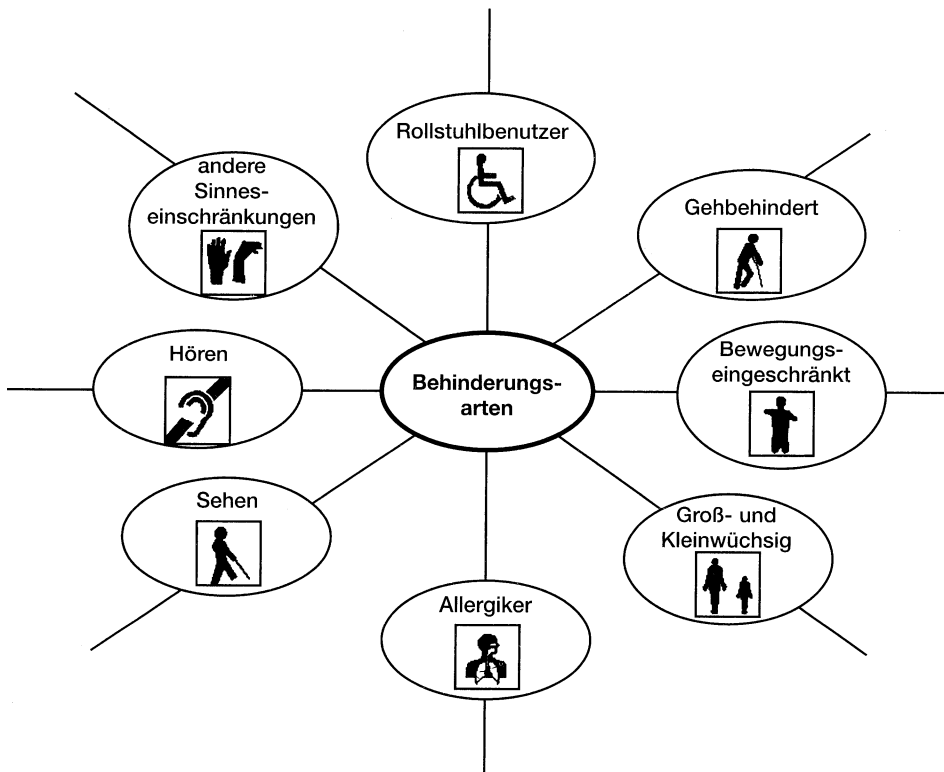 Rollstuhlbenutzer
andere
Sinnes-
einschränkungen
Gehbehindert
Hören
Behinderungs-
arten
Bewegungs-
eingeschränkt
Sehen
Groß- und
Kleinwüchsig
Allergiker